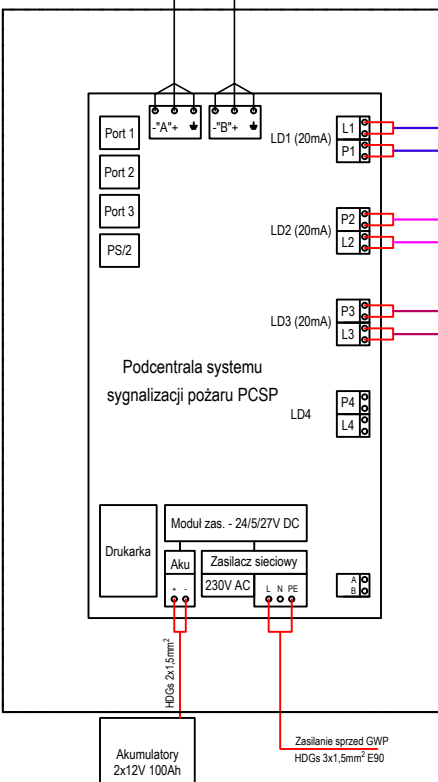 -"A"+
-"B"+
Port 1
Port 2
Port 3
PS/2
LD1 (20mA)
L1
P1
LD2 (20mA)
P2
L2
LD3 (20mA)
P3
L3
Podcentrala systemu
sygnalizacji pożaru PCSP
LD4
P4
L4
Drukarka
Moduł zas. - 24/5/27V DC
Aku
+ -
Zasilacz sieciowy
230V AC
L N PE
A
B
HDGs 2x1,5mm²
Akumulatory
2x12V 100Ah
Zasilanie sprzed GWP
HDGs 3x1,5mm² E90